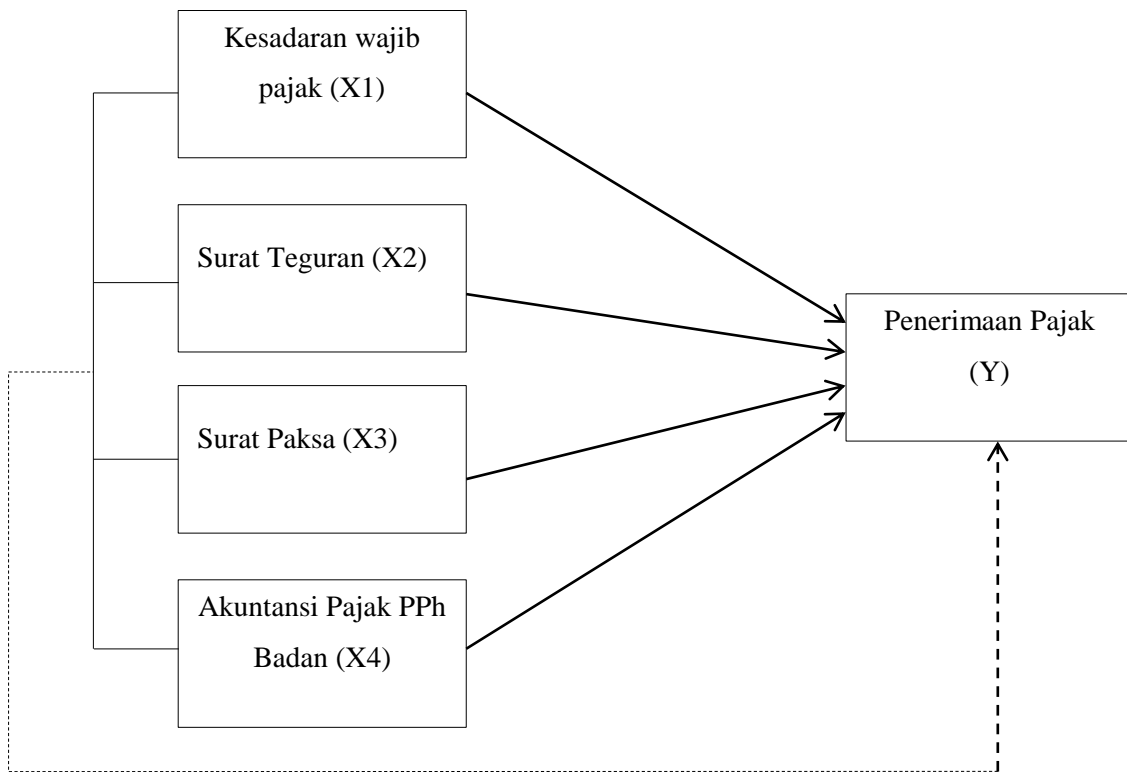 Kesadaran wajib
pajak (X1)
Surat Teguran (X2)
Surat Paksa (X3)
Akuntansi Pajak PPh
Badan (X4)
Penerimaan Pajak
(Y)